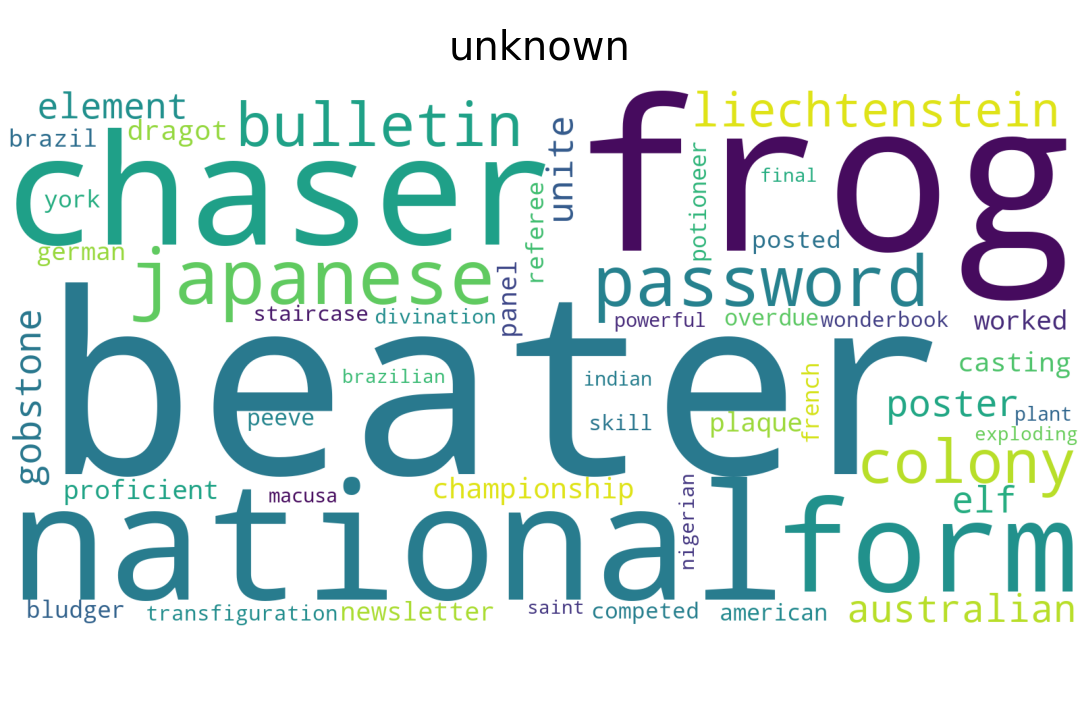 unknown
element
liechtenstein
bulletin
frog
brazil
dragot
chaser
unite
potioneer
final
york
referee
german
posted
japanese
panel
password
staircase
divination
powerful
overdue
wonderbook
worked
gobstone
beater
brazilian
indian
french
casting
peeve
skill
plaque
poster
plant
exploding
colony
proficient
macusa
championship
nigerian
elf
national
form
bludger
transfiguration
newsletter
saint
competed
american
australian